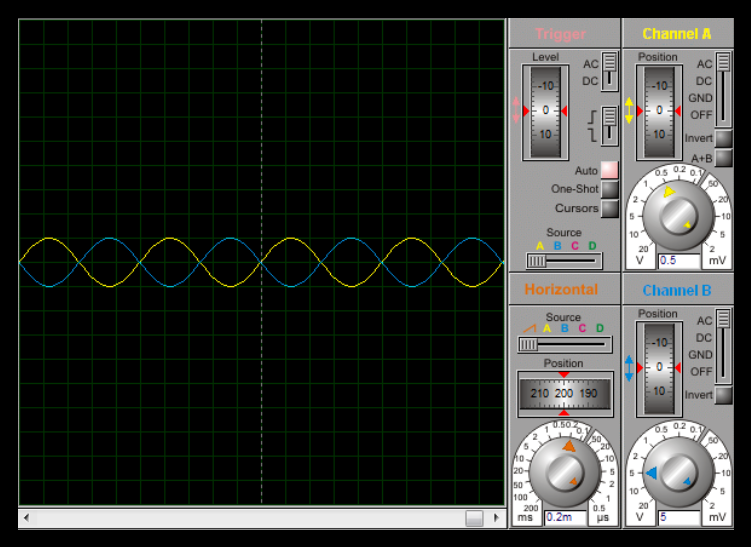 Trigger
Level
AC
DC
-10
0
10
Auto
One-Shot
Cursors
Source
A B C D
Channel A
Position
AC
DC
GND
OFF
-10
0
10
Invert
A+B
20 10 5 2 1 0.5 0.2 0.1 50 20 10 5 2
V 0.5 mV
Horizontal
Source
A B C D
Position
210 200 190
200 100 50 20 10 5 2 1 0.5 0.2 0.1 50 20 10 5 2 1 0.5
ms 0.2m µs
Channel B
Position
AC
DC
GND
OFF
-10
0
10
Invert
20 10 5 2 1 0.5 0.2 0.1 50 20 10 5 2
V 5 mV